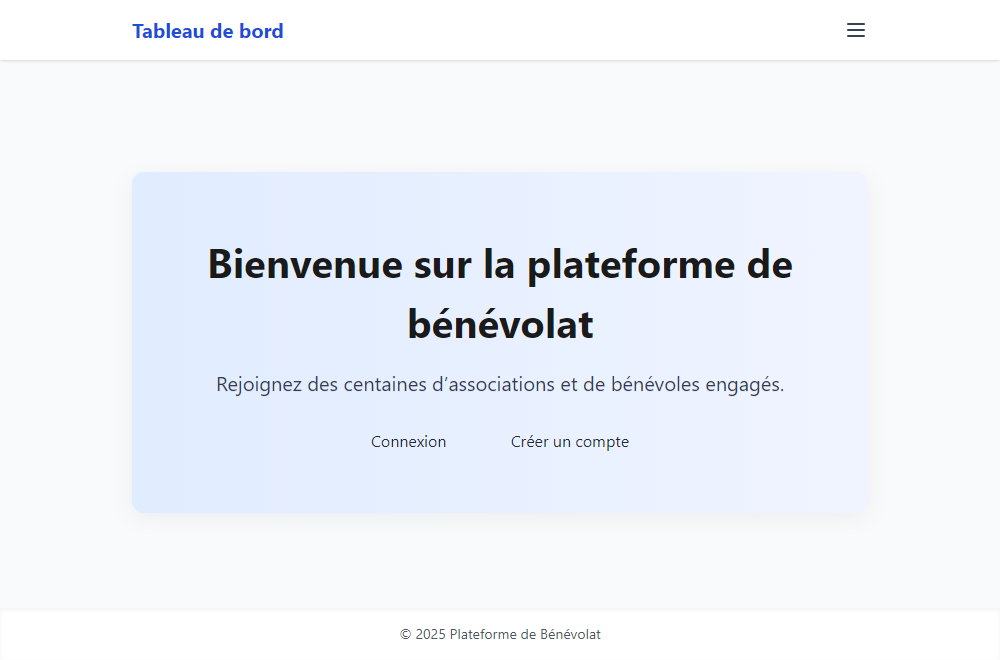 Tableau de bord
Bienvenue sur la plateforme de
bénévolat
Rejoignez des centaines d’associations et de bénévoles engagés.
Connexion
Créer un compte
© 2025 Plateforme de Bénévolat